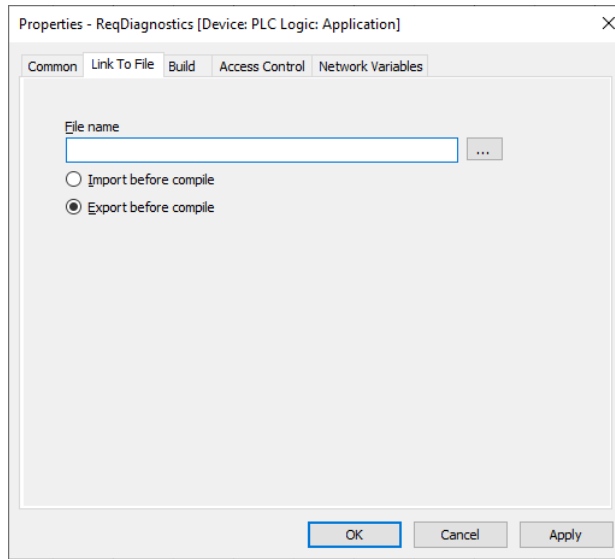 Properties - ReqDiagnostics [Device: PLC Logic: Application]
Common Link To File Build Access Control Network Variables
File name
...
Import before compile
Export before compile
OK Cancel Apply